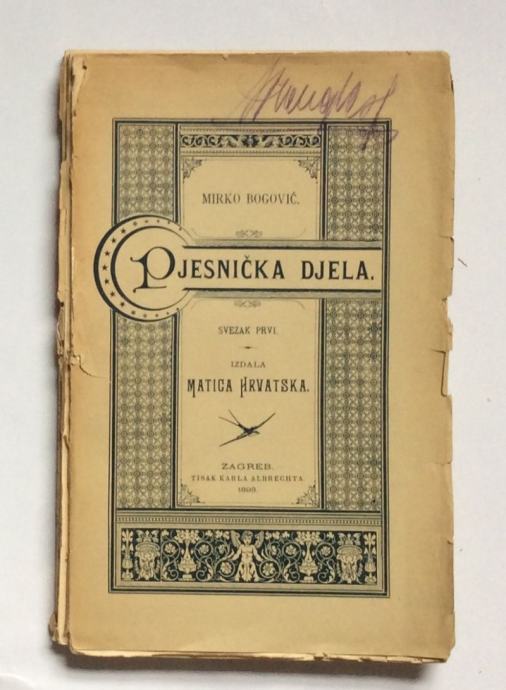 MIRKO BOGOVIĆ.
PJESNIČKA DJELA.
SVEZAK PRVI.
IZDALA
MATICA HRVATSKA.
ZAGREB.
TISAK KARLA ALBRECHTA.